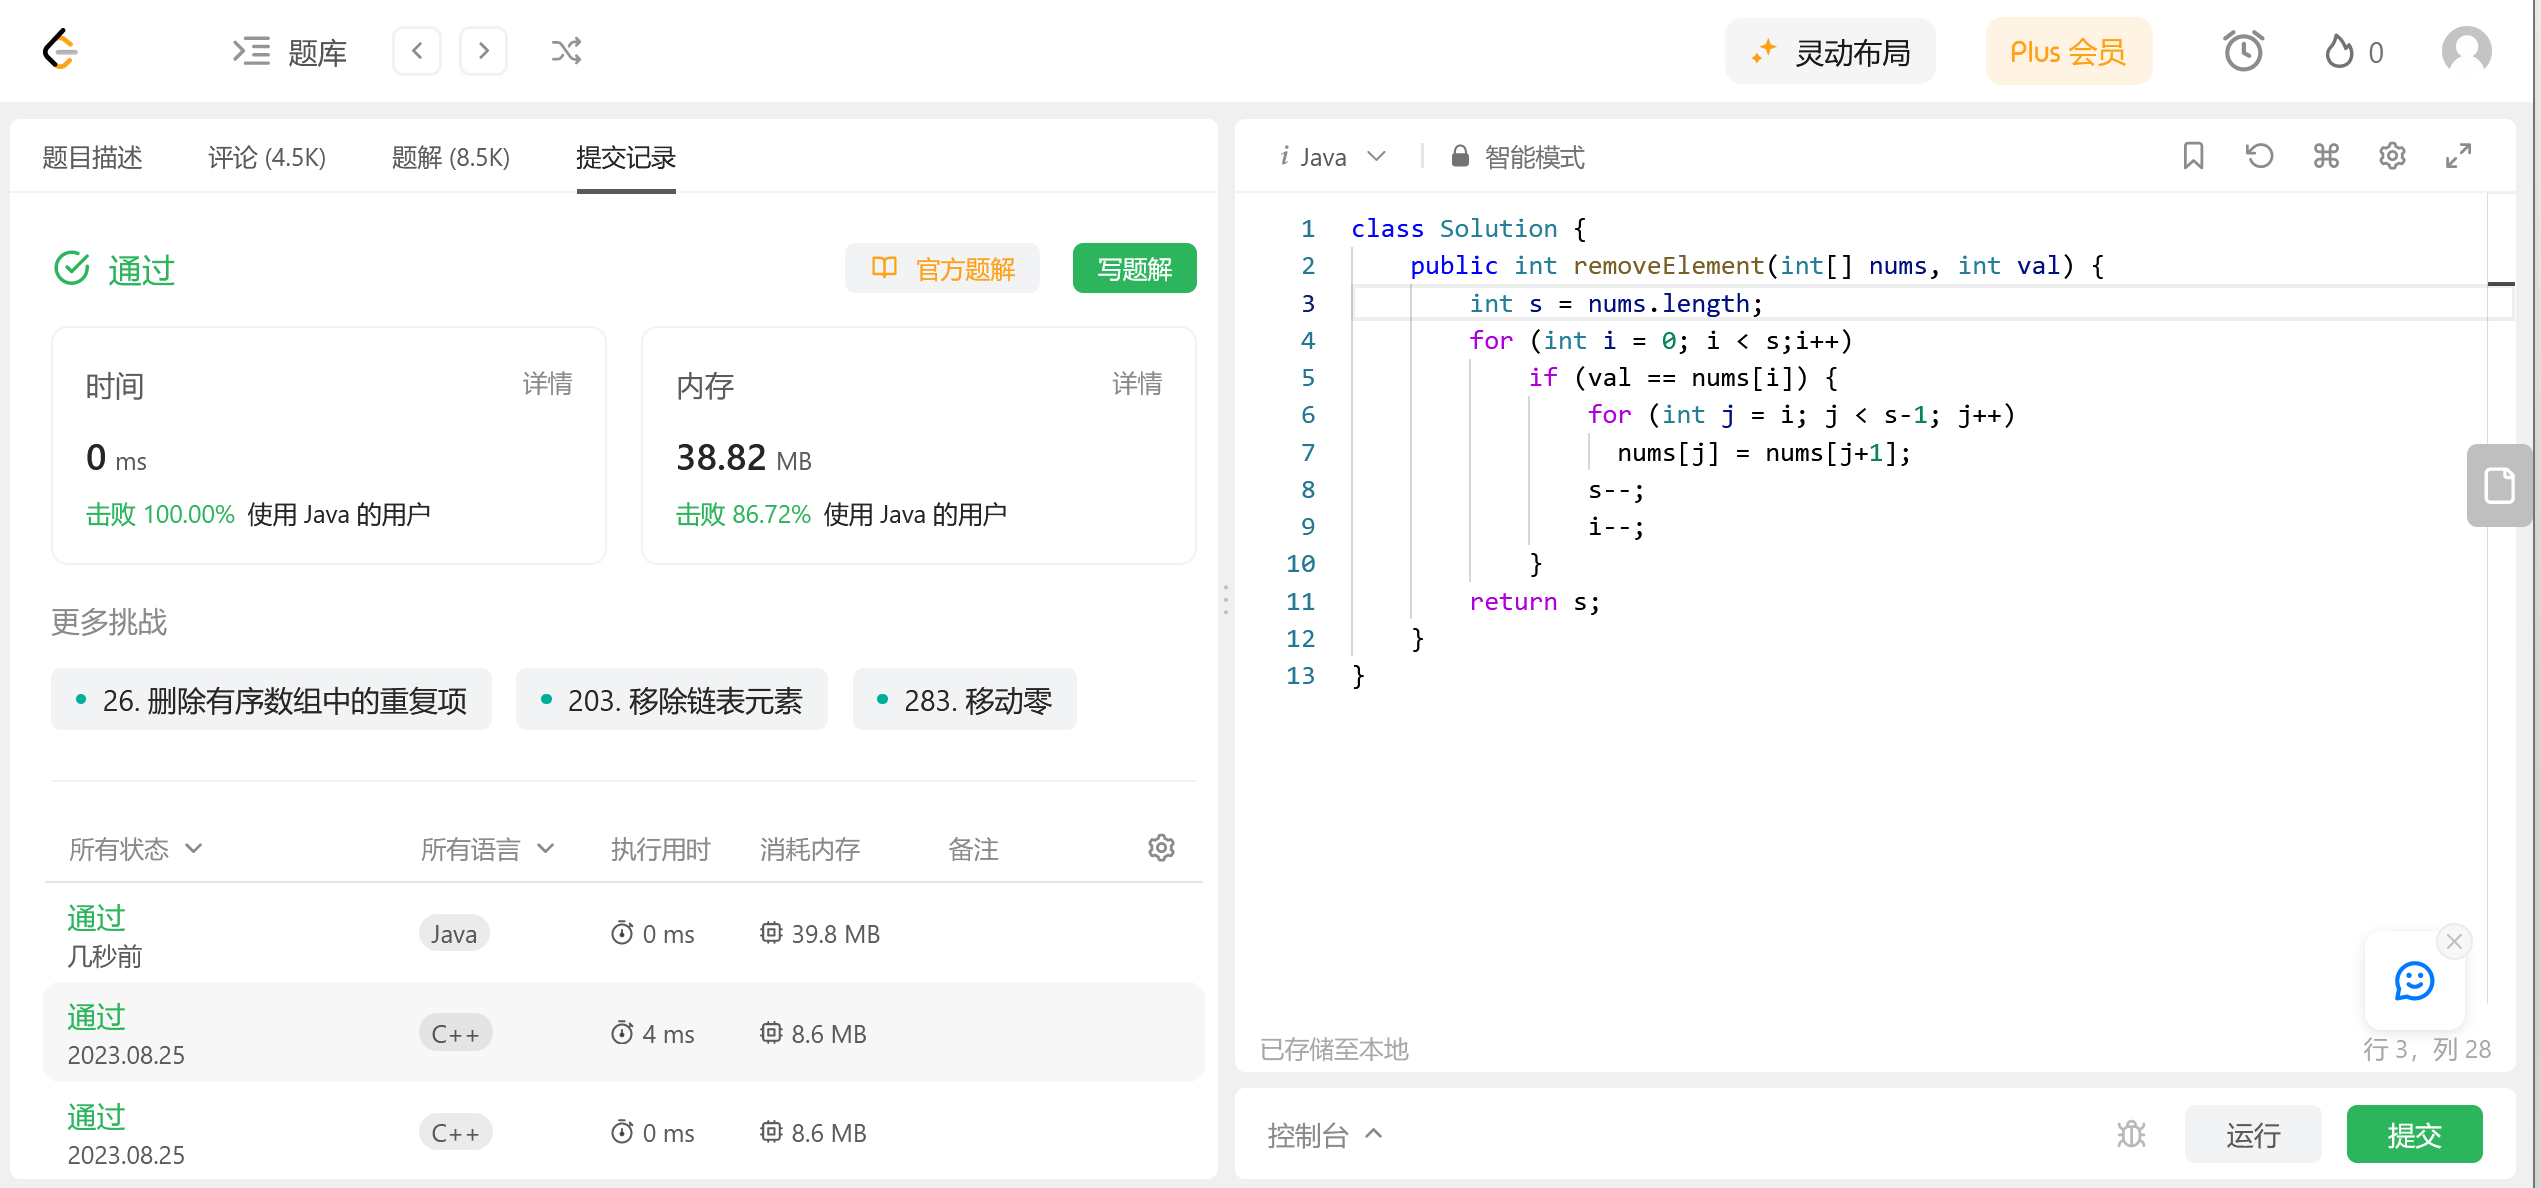 题库
灵动布局
Plus 会员
0
题目描述
评论 (4.5K)
题解 (8.5K)
提交记录
通过
官方题解
写题解
时间
详情
0 ms
击败 100.00% 使用 Java 的用户
内存
详情
38.82 MB
击败 86.72% 使用 Java 的用户
更多挑战
26. 删除有序数组中的重复项
203. 移除链表元素
283. 移动零
所有状态
所有语言
执行用时
消耗内存
备注
通过
几秒前
Java
0 ms
39.8 MB
通过
2023.08.25
C++
4 ms
8.6 MB
通过
2023.08.25
C++
0 ms
8.6 MB
i Java
智能模式
1 class Solution {
2     public int removeElement(int[] nums, int val) {
3         int s = nums.length;
4         for (int i = 0; i < s;i++)
5             if (val == nums[i]) {
6                 for (int j = i; j < s-1; j++)
7                   nums[j] = nums[j+1];
8                 s--;
9                 i--;
10             }
11         return s;
12     }
13 }
已存储至本地
行 3，列 28
控制台
运行
提交